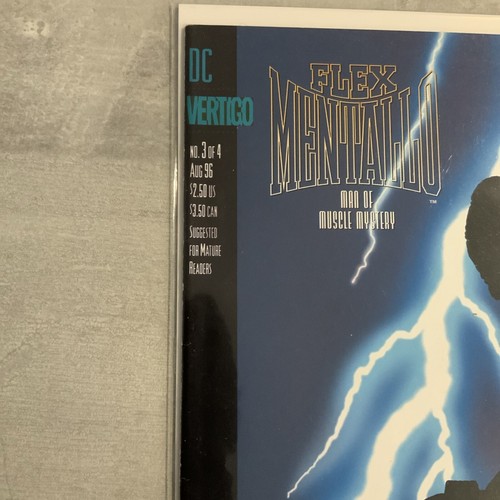 DC
VERTIGO
NO. 3 OF 4
AUG 96
$2.50 US
$3.50 CAN
SUGGESTED
FOR MATURE
READERS
FLEX
MENTALLO
TM
MAN OF
MUSCLE MYSTERY